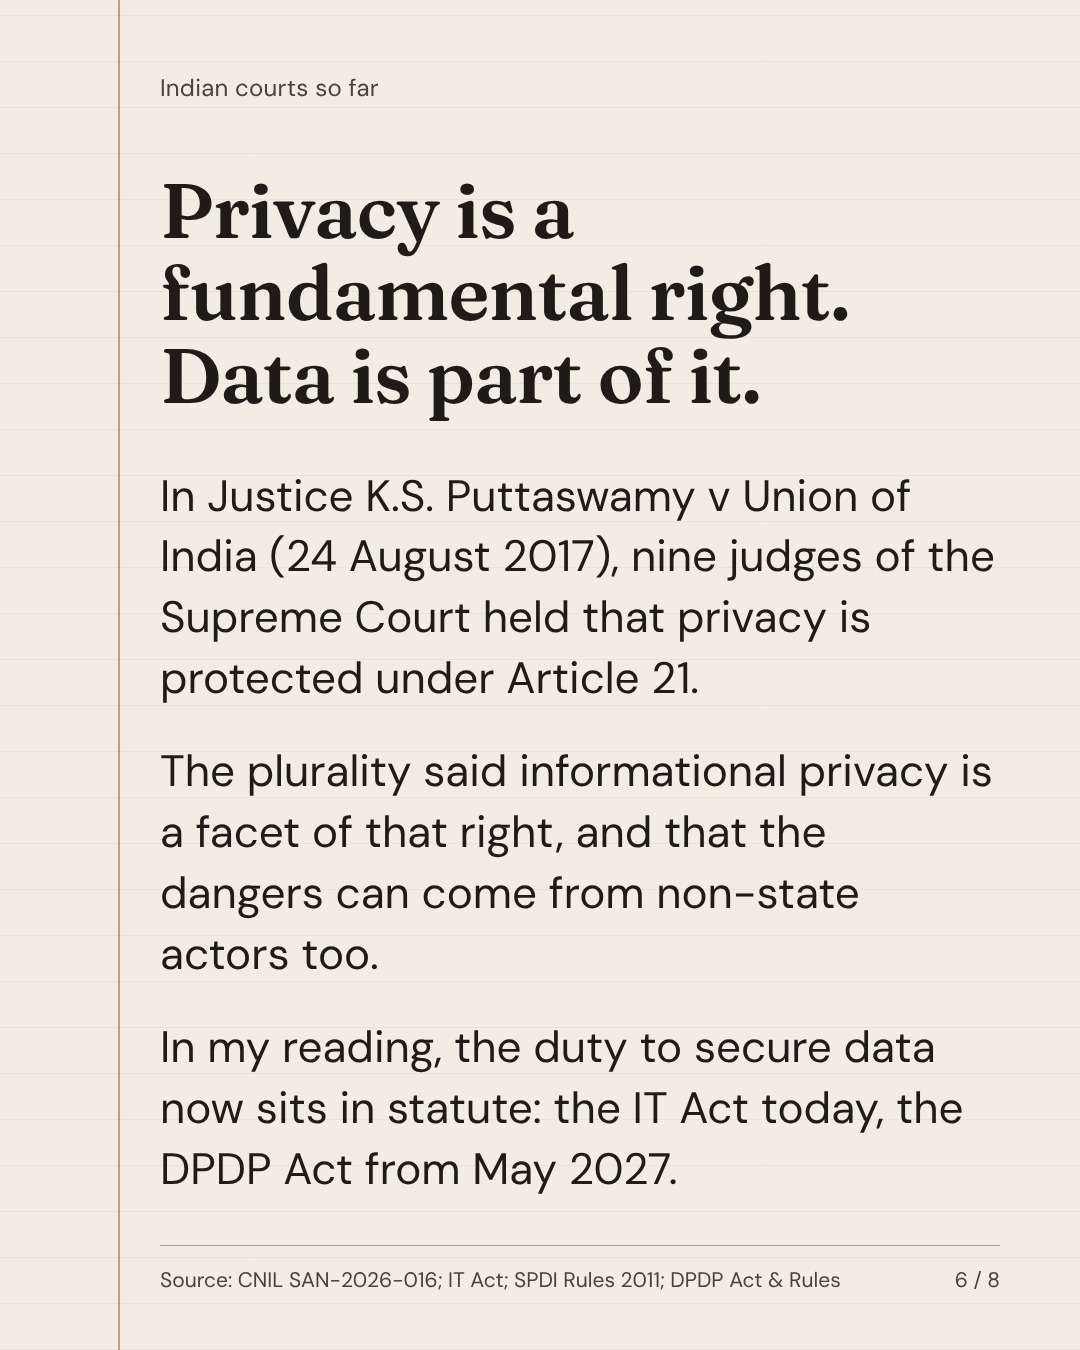 Indian courts so far
Privacy is a
fundamental right.
Data is part of it.
In Justice K.S. Puttaswamy v Union of
India (24 August 2017), nine judges of the
Supreme Court held that privacy is
protected under Article 21.
The plurality said informational privacy is
a facet of that right, and that the
dangers can come from non-state
actors too.
In my reading, the duty to secure data
now sits in statute: the IT Act today, the
DPDP Act from May 2027.
Source: CNIL SAN-2026-016; IT Act; SPDI Rules 2011; DPDP Act & Rules
6 / 8